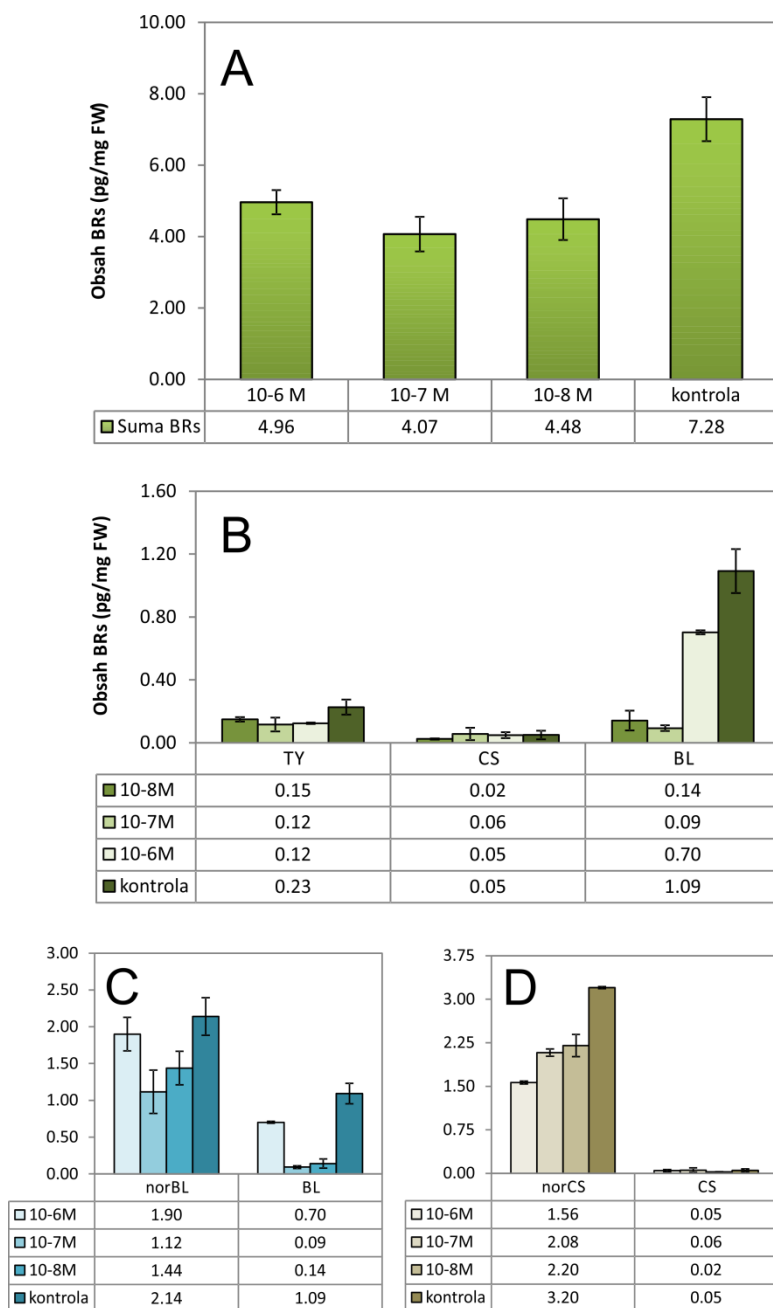 10.00
A
8.00
6.00
4.00
2.00
0.00
Obsah BRs (pg/mg FW)
10-6 M 10-7 M 10-8 M kontrola
Suma BRs 4.96 4.07 4.48 7.28
1.60
B
1.20
0.80
0.40
0.00
Obsah BRs (pg/mg FW)
TY CS BL
10-8M 0.15 0.02 0.14
10-7M 0.12 0.06 0.09
10-6M 0.12 0.05 0.70
kontrola 0.23 0.05 1.09
3.00
C
2.50
2.00
1.50
1.00
0.50
0.00
norBL BL
10-6M 1.90 0.70
10-7M 1.12 0.09
10-8M 1.44 0.14
kontrola 2.14 1.09
3.75
D
3.00
2.25
1.50
0.75
0.00
norCS CS
10-6M 1.56 0.05
10-7M 2.08 0.06
10-8M 2.20 0.02
kontrola 3.20 0.05